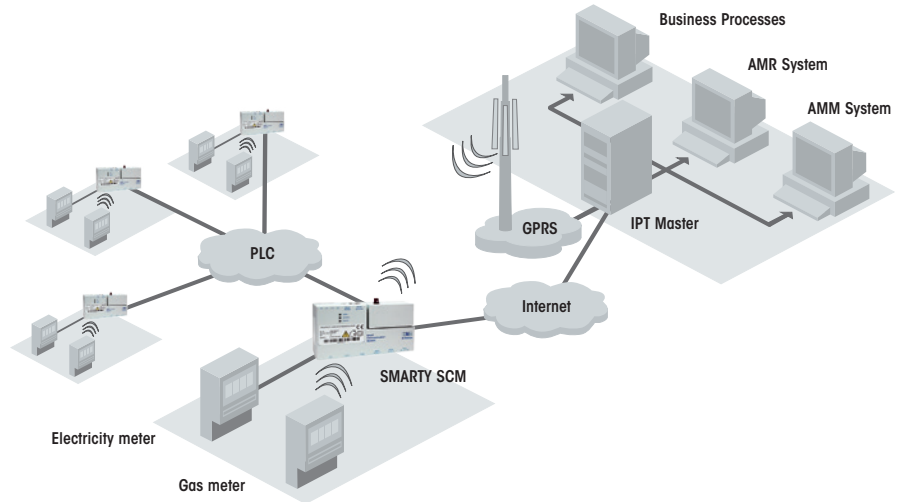 Business Processes
AMR System
AMM System
GPRS
IPT Master
PLC
Internet
SMARTY SCM
Electricity meter
Gas meter